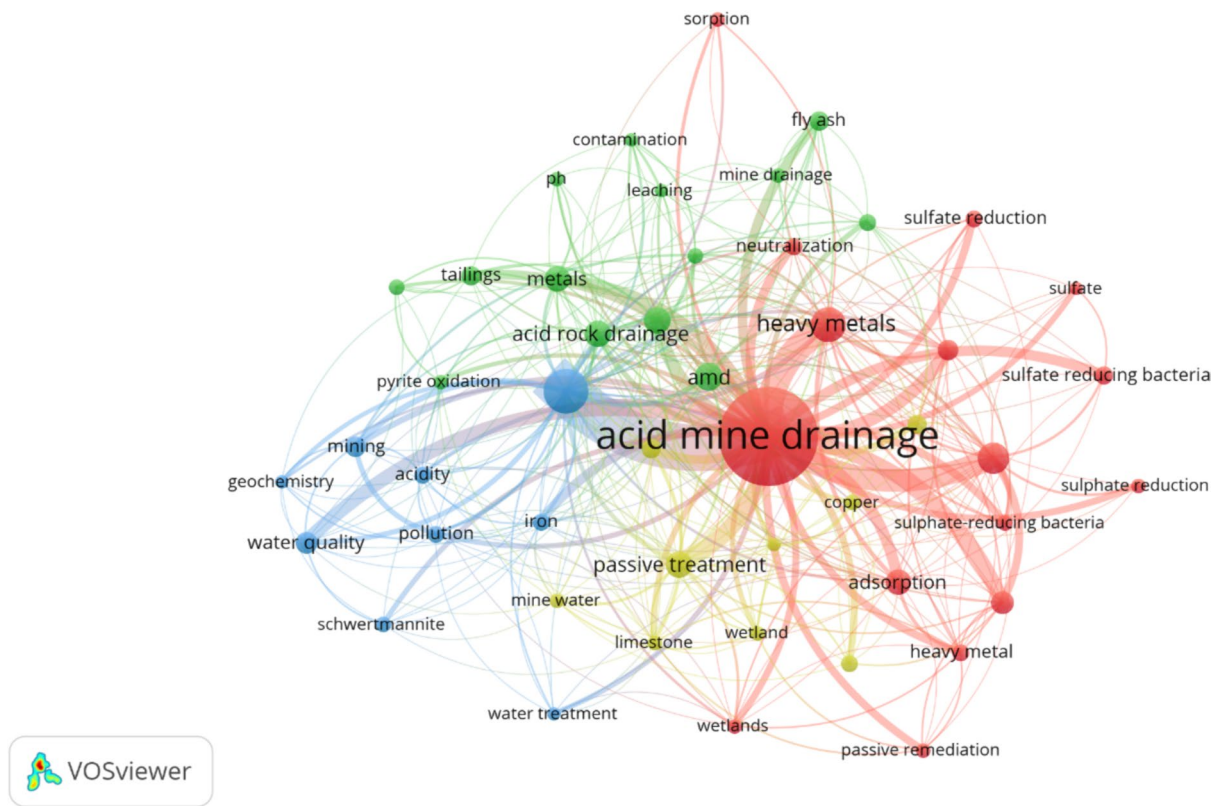 sorption
fly ash
contamination
mine drainage
ph
leaching
sulfate reduction
neutralization
tailings
metals
sulfate
heavy metals
acid rock drainage
sulfate reducing bacteria
amd
pyrite oxidation
acid mine drainage
mining
acidity
geochemistry
sulphate reduction
copper
iron
sulphate-reducing bacteria
pollution
water quality
passive treatment
adsorption
mine water
schwertmannite
wetland
limestone
heavy metal
water treatment
wetlands
passive remediation
VOSviewer